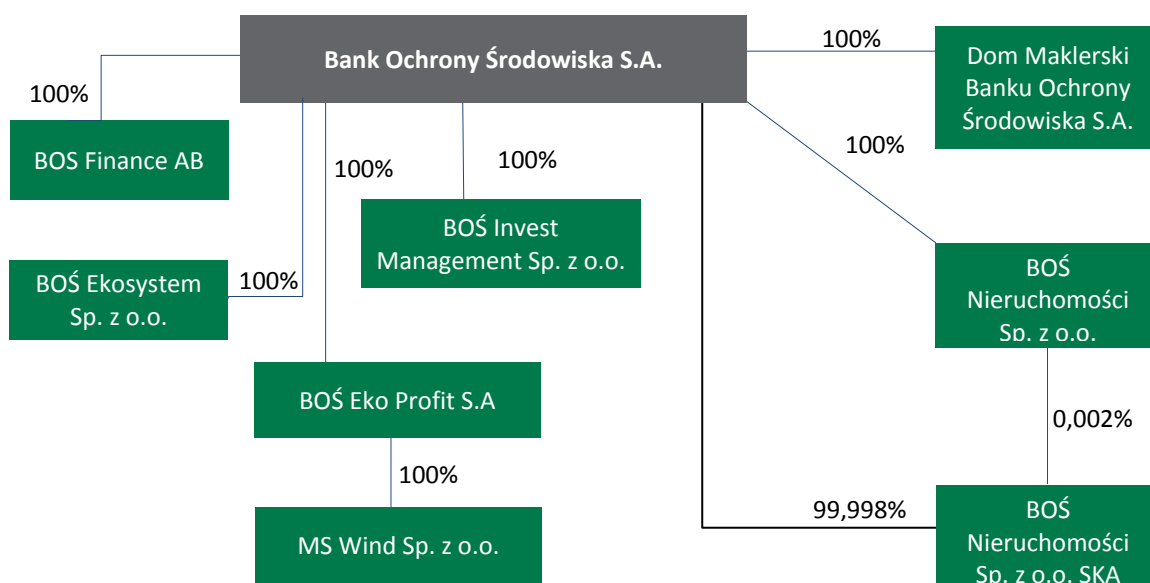 Bank Ochrony Środowiska S.A.
100%
Dom Maklerski
Banku Ochrony
Środowiska S.A.
100%
BOS Finance AB
100%
100%
100%
BOŚ Invest
Management Sp. z o.o.
BOŚ Ekosystem
Sp. z o.o.
100%
BOŚ
Nieruchomości
Sp. z o.o.
BOŚ Eko Profit S.A
0,002%
100%
99,998%
MS Wind Sp. z o.o.
BOŚ
Nieruchomości
Sp. z o.o. SKA